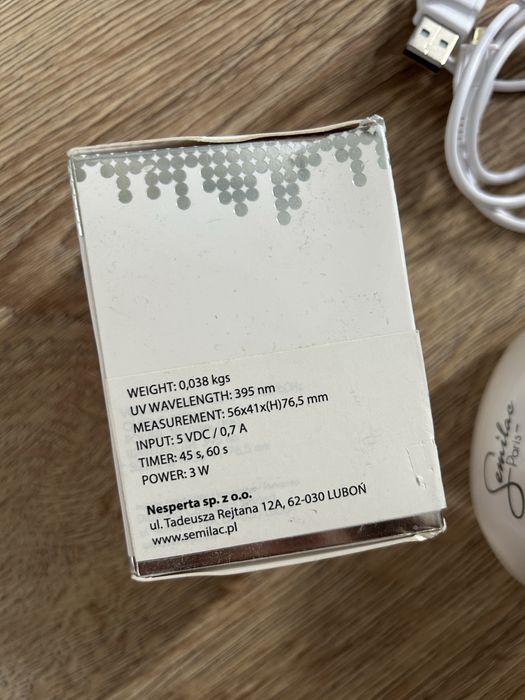 WEIGHT: 0,038 kgs
UV WAVELENGTH: 395 nm
MEASUREMENT: 56x41x(H)76,5 mm
INPUT: 5 VDC / 0,7 A
TIMER: 45 s, 60 s
POWER: 3 W
Nesperta sp. z o.o.
ul. Tadeusza Rejtana 12A, 62-030 LUBOŃ
www.semilac.pl
Semilac
Paris